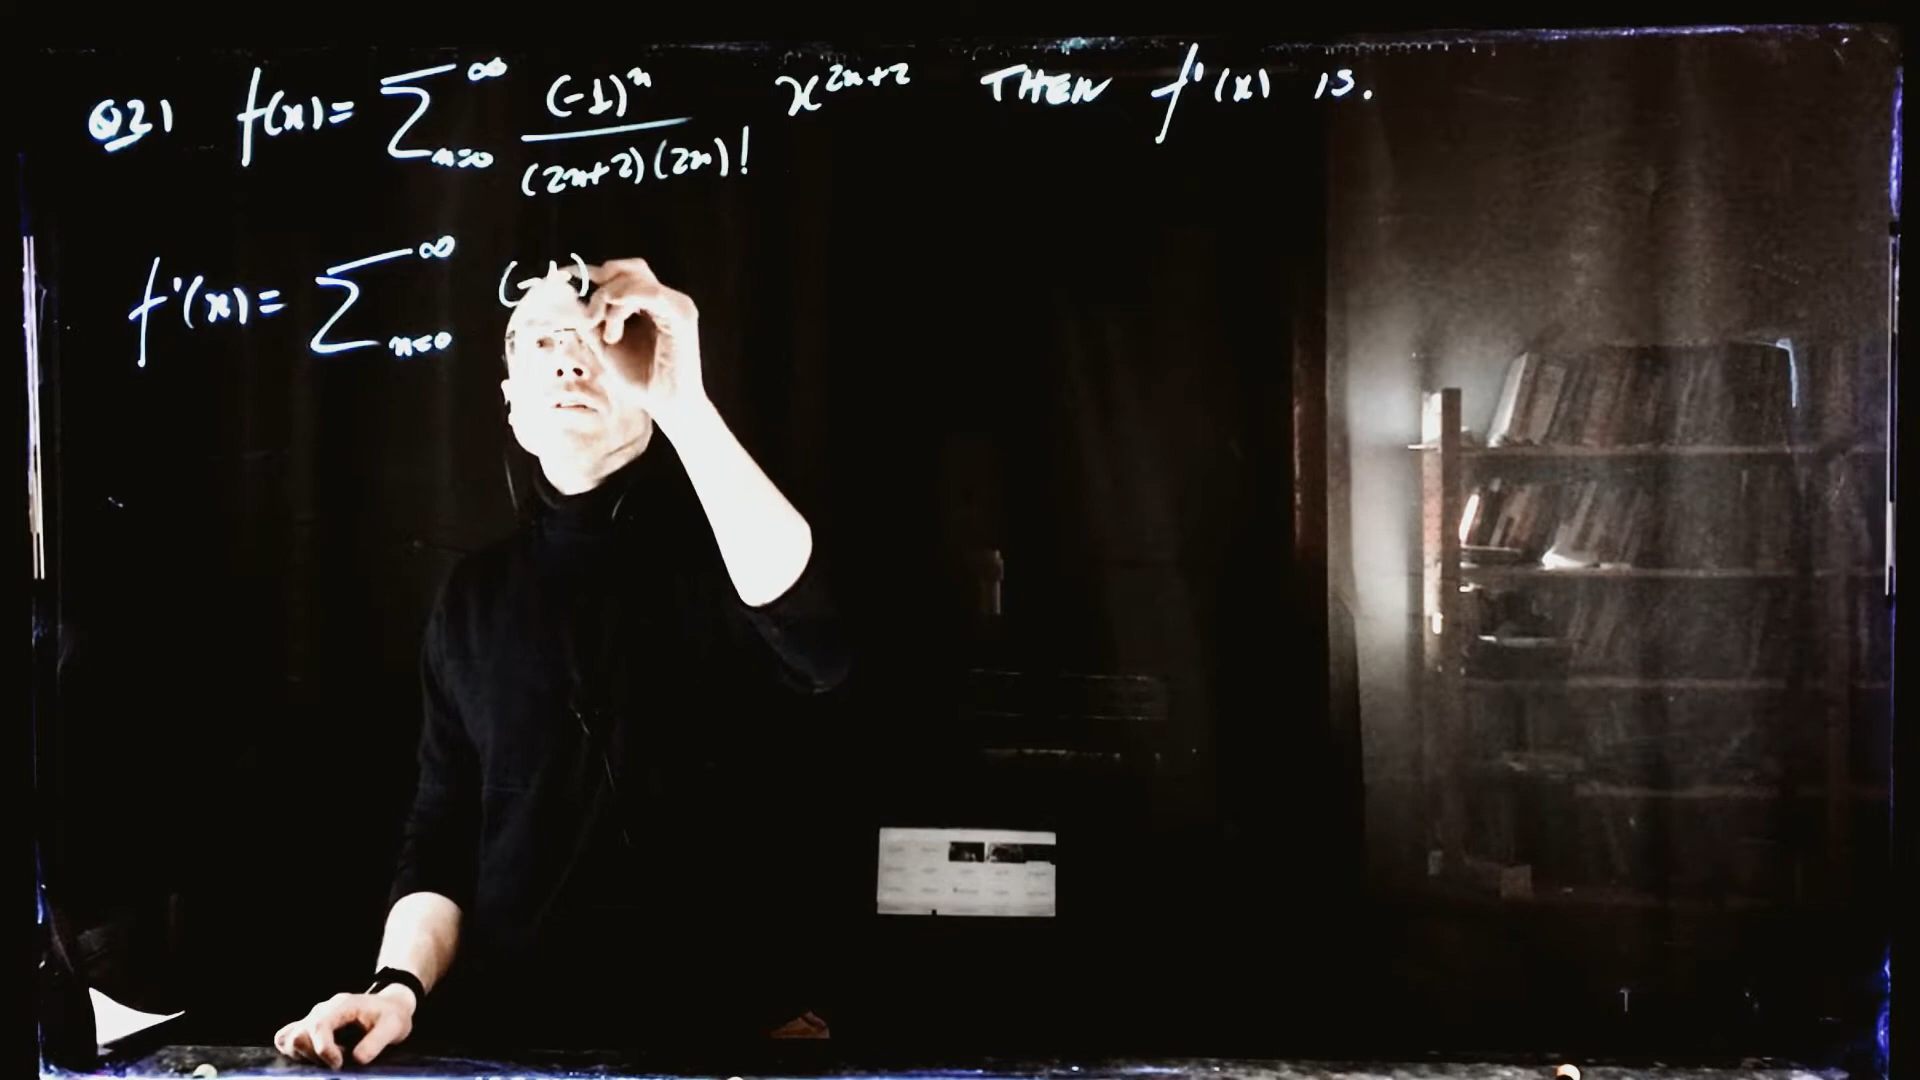 Q21 f(x) = ∑_{n=0}^{∞} (-1)^n / (2n+2)(2n)! x^{2n+2} THEN f'(x) IS.
f'(x) = ∑_{n=0}^{∞} (-1)